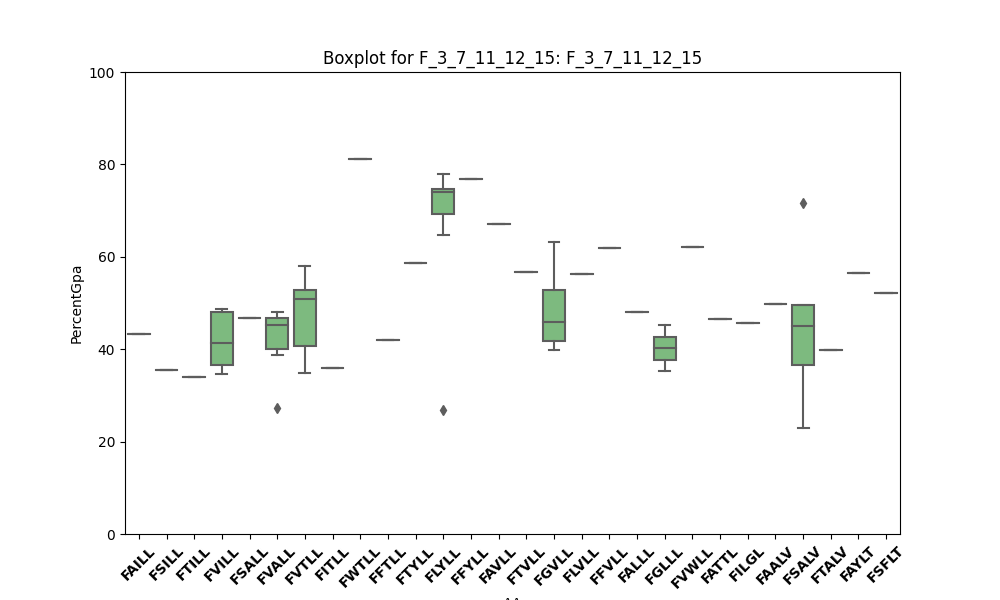 Boxplot for F_3_7_11_12_15: F_3_7_11_12_15
PercentGpa
100
80
60
40
20
0
FAILL
FSILL
FTILL
FVILL
FSALL
FVALL
FVTLL
FITLL
FWTLL
FFTLL
FTYLL
FLYLL
FFYLL
FAVLL
FTVLL
FGVLL
FLVLL
FFVLL
FALLL
FGLLL
FVWLL
FATTL
FILGL
FAALV
FSALV
FTALV
FAYLT
FSFLT